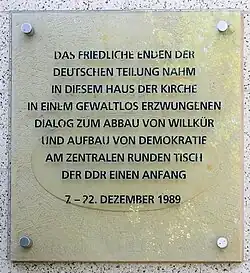 DAS FRIEDLICHE ENDEN DER
DEUTSCHEN TEILUNG NAHM
IN DIESEM HAUS DER KIRCHE
IN EINEM GEWALTLOS ERZWUNGENEN
DIALOG ZUM ABBAU VON WILLKÜR
UND AUFBAU VON DEMOKRATIE
AM ZENTRALEN RUNDEN TISCH
DER DDR EINEN ANFANG
7. – 22. DEZEMBER 1989